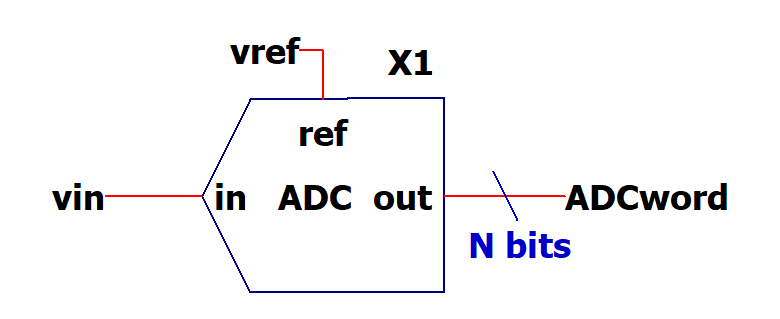 vref
X1
ref
vin
in ADC out
ADCword
N bits